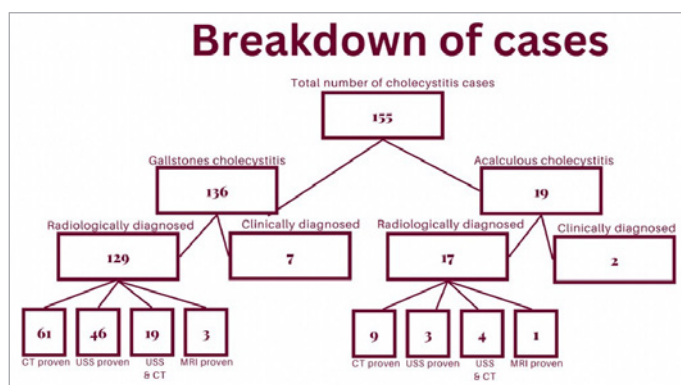 Breakdown of cases
Total number of cholecystitis cases
155
Gallstones cholecystitis
Acalculous cholecystitis
136
19
Radiologically diagnosed
Clinically diagnosed
Radiologically diagnosed
Clinically diagnosed
129
7
17
2
61
46
19
3
9
3
4
1
CT proven
USS proven
USS
& CT
MRI proven
CT proven
USS proven
USS
& CT
MRI proven